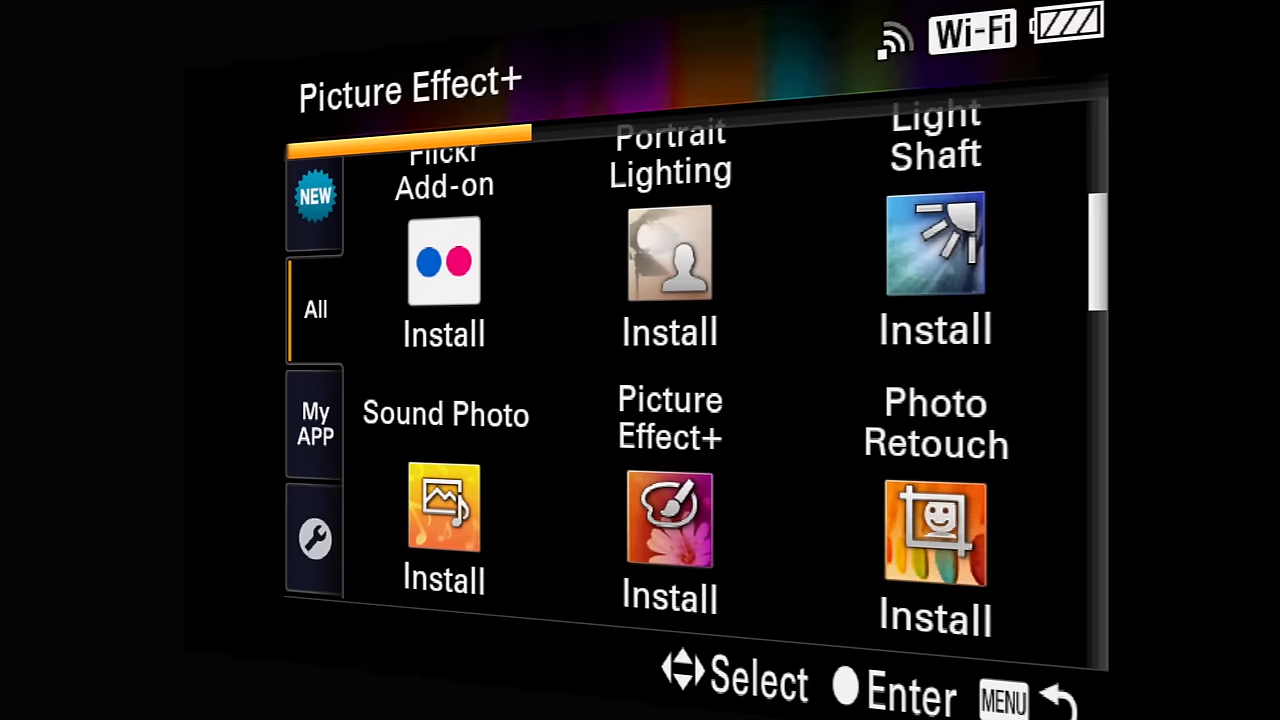 Wi-Fi
Picture Effect+
NEW
All
My
APP
Flickr
Add-on
Install
Portrait
Lighting
Install
Light
Shaft
Install
Sound Photo
Install
Picture
Effect+
Install
Photo
Retouch
Install
Select
Enter
MENU